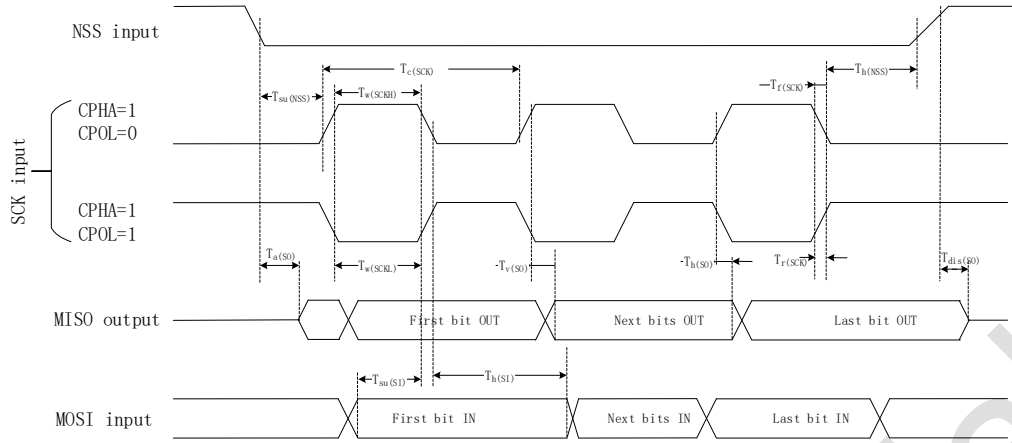 NSS input
Tc(SCK)
Th(NSS)
Tsu(NSS)
Tw(SCKH)
Tf(SCK)
CPHA=1
CPOL=0
SCK input
CPHA=1
CPOL=1
Ta(SO)
Tw(SCKL)
Tv(SO)
Th(SO)
Tr(SCK)
Tdis(SO)
MISO output
First bit OUT
Next bits OUT
Last bit OUT
Tsu(SI)
Th(SI)
MOSI input
First bit IN
Next bits IN
Last bit IN